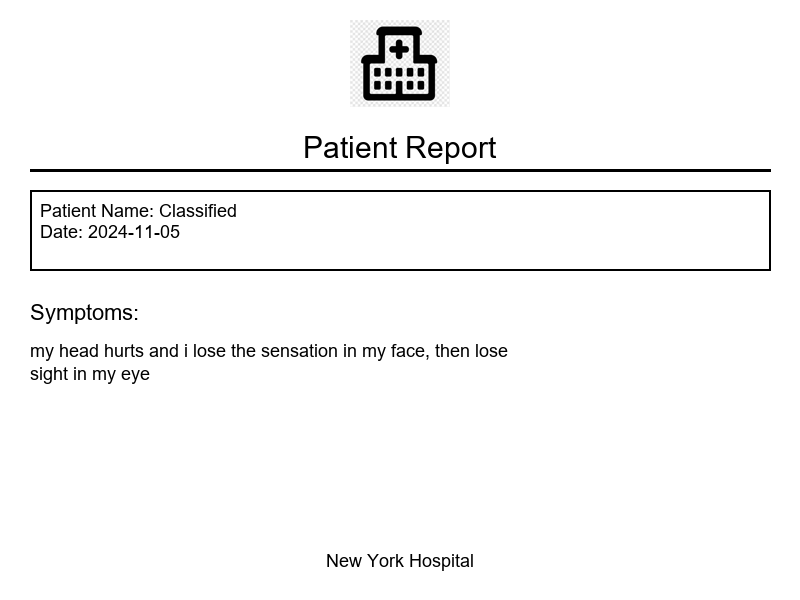 Patient Report
Patient Name: Classified
Date: 2024-11-05
Symptoms:
my head hurts and i lose the sensation in my face, then lose
sight in my eye
New York Hospital